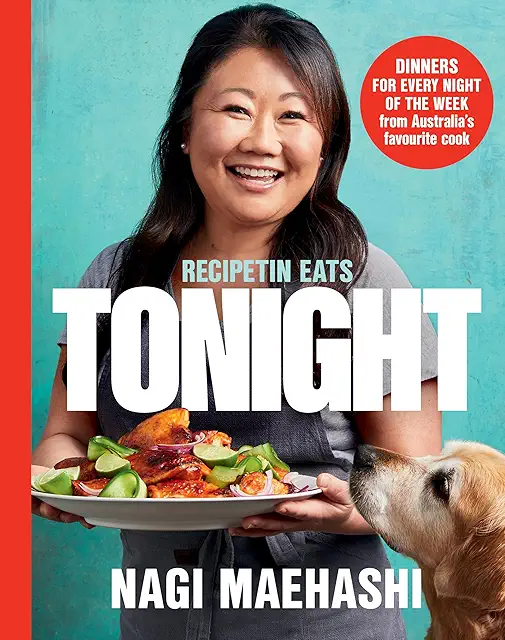 DINNERS
FOR EVERY NIGHT
OF THE WEEK
from Australia's
favourite cook
RECIPETIN EATS
TONIGHT
NAGI MAEHASHI